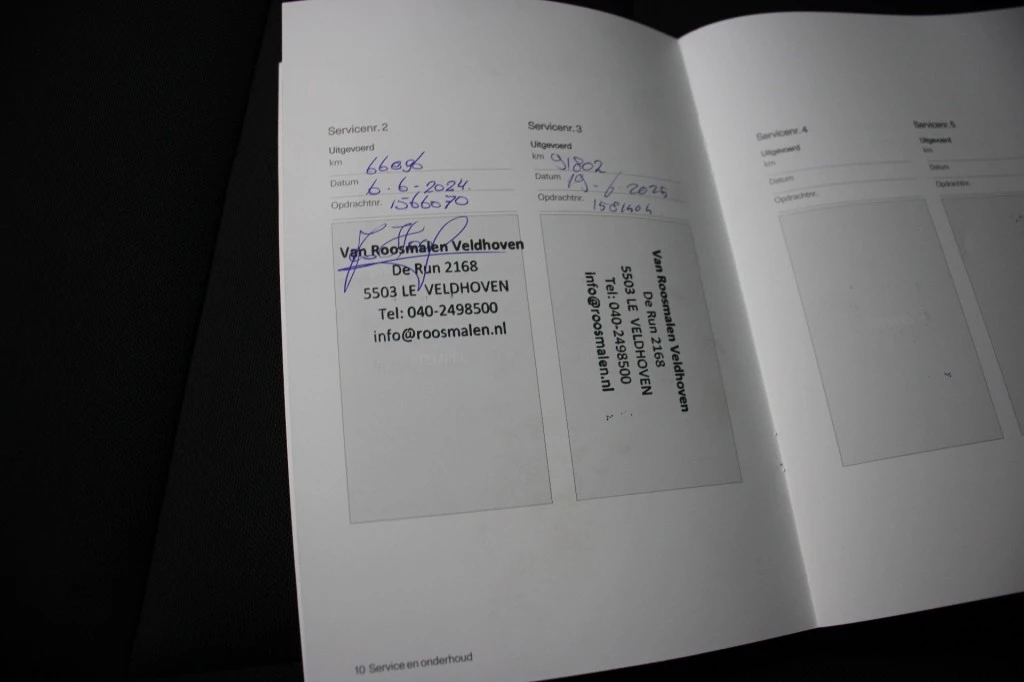 Servicenr. 2
Uitgevoerd
km 66696
Datum 6-6-2024.
Opdrachtnr. 1566070
Van Roosmalen Veldhoven
De Run 2168
5503 LE VELDHOVEN
Tel: 040-2498500
info@roosmalen.nl
Servicenr. 3
Uitgevoerd
km 91802
Datum 19-6-2025
Opdrachtnr. 1581404
Van Roosmalen Veldhoven
De Run 2168
5503 LE VELDHOVEN
Tel: 040-2498500
info@roosmalen.nl
10 Service en onderhoud
Servicenr. 4
Uitgevoerd
km
Datum
Opdrachtnr.
Servicenr. 5
Uitgevoerd
km
Datum
Opdrachtnr.